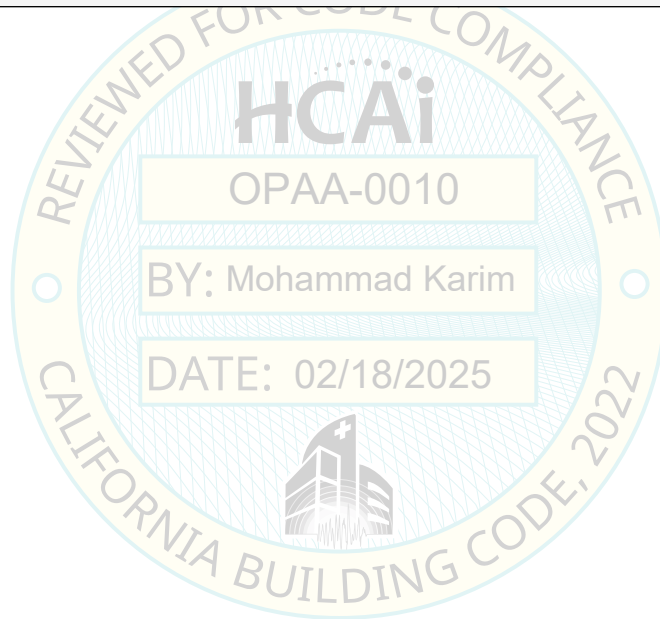 REVIEWED FOR CODE COMPLIANCE
HCAi
OPAA-0010
BY: Mohammad Karim
DATE: 02/18/2025
CALIFORNIA BUILDING CODE, 2022